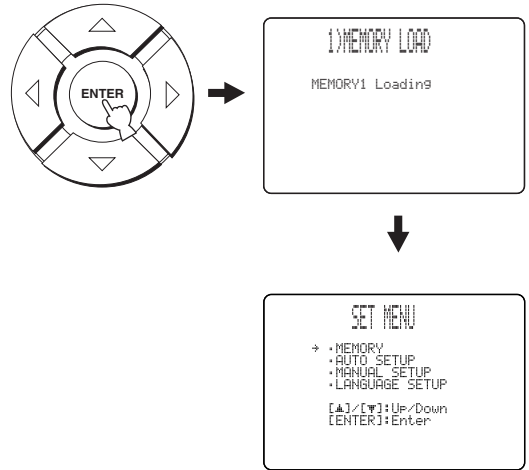 ENTER
1)MEMORY LOAD
MEMORY1 Loading
SET MENU
→ ・MEMORY
・AUTO SETUP
・MANUAL SETUP
・LANGUAGE SETUP
[▲]/[▼]:Up/Down
[ENTER]:Enter